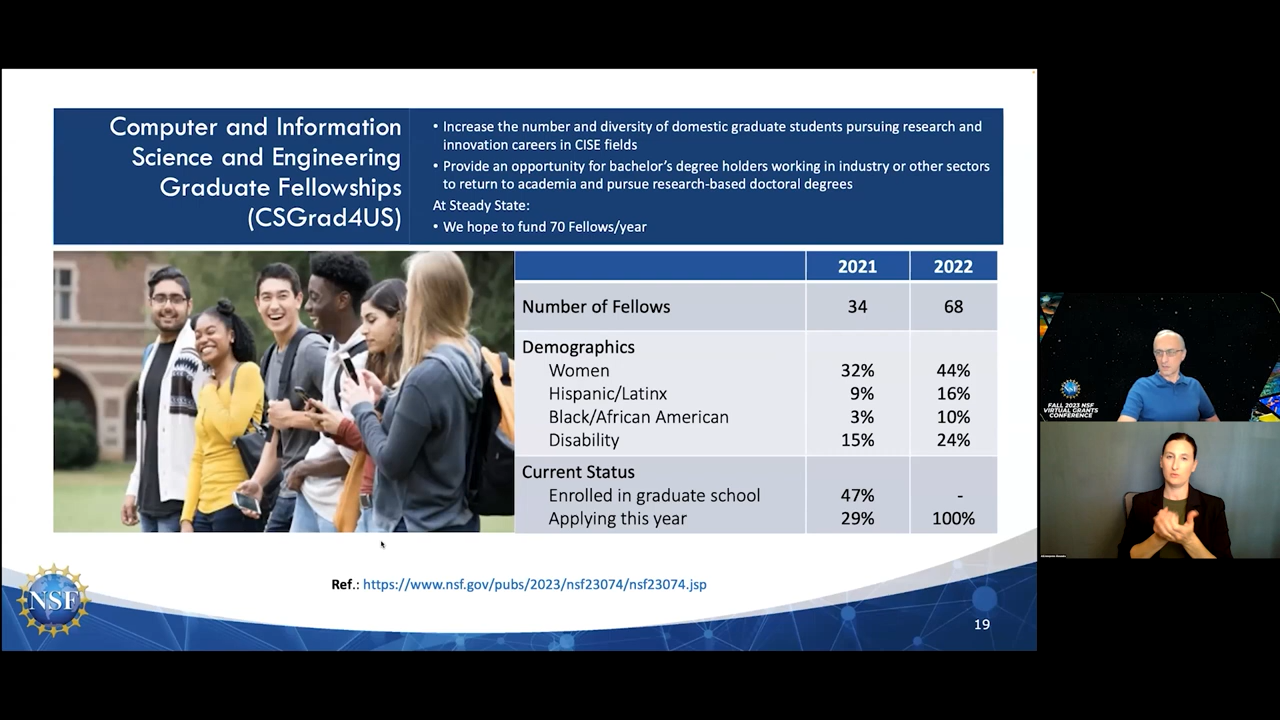 Computer and Information
Science and Engineering
Graduate Fellowships
(CSGrad4US)
• Increase the number and diversity of domestic graduate students pursuing research and
innovation careers in CISE fields
• Provide an opportunity for bachelor's degree holders working in industry or other sectors
to return to academia and pursue research-based doctoral degrees
At Steady State:
• We hope to fund 70 Fellows/year
2021 2022
Number of Fellows 34 68
Demographics
Women 32% 44%
Hispanic/Latinx 9% 16%
Black/African American 3% 10%
Disability 15% 24%
Current Status
Enrolled in graduate school 47% -
Applying this year 29% 100%
Ref.: https://www.nsf.gov/pubs/2023/nsf23074/nsf23074.jsp
NSF
19
FALL 2023 NSF
VIRTUAL GRANTS
CONFERENCE